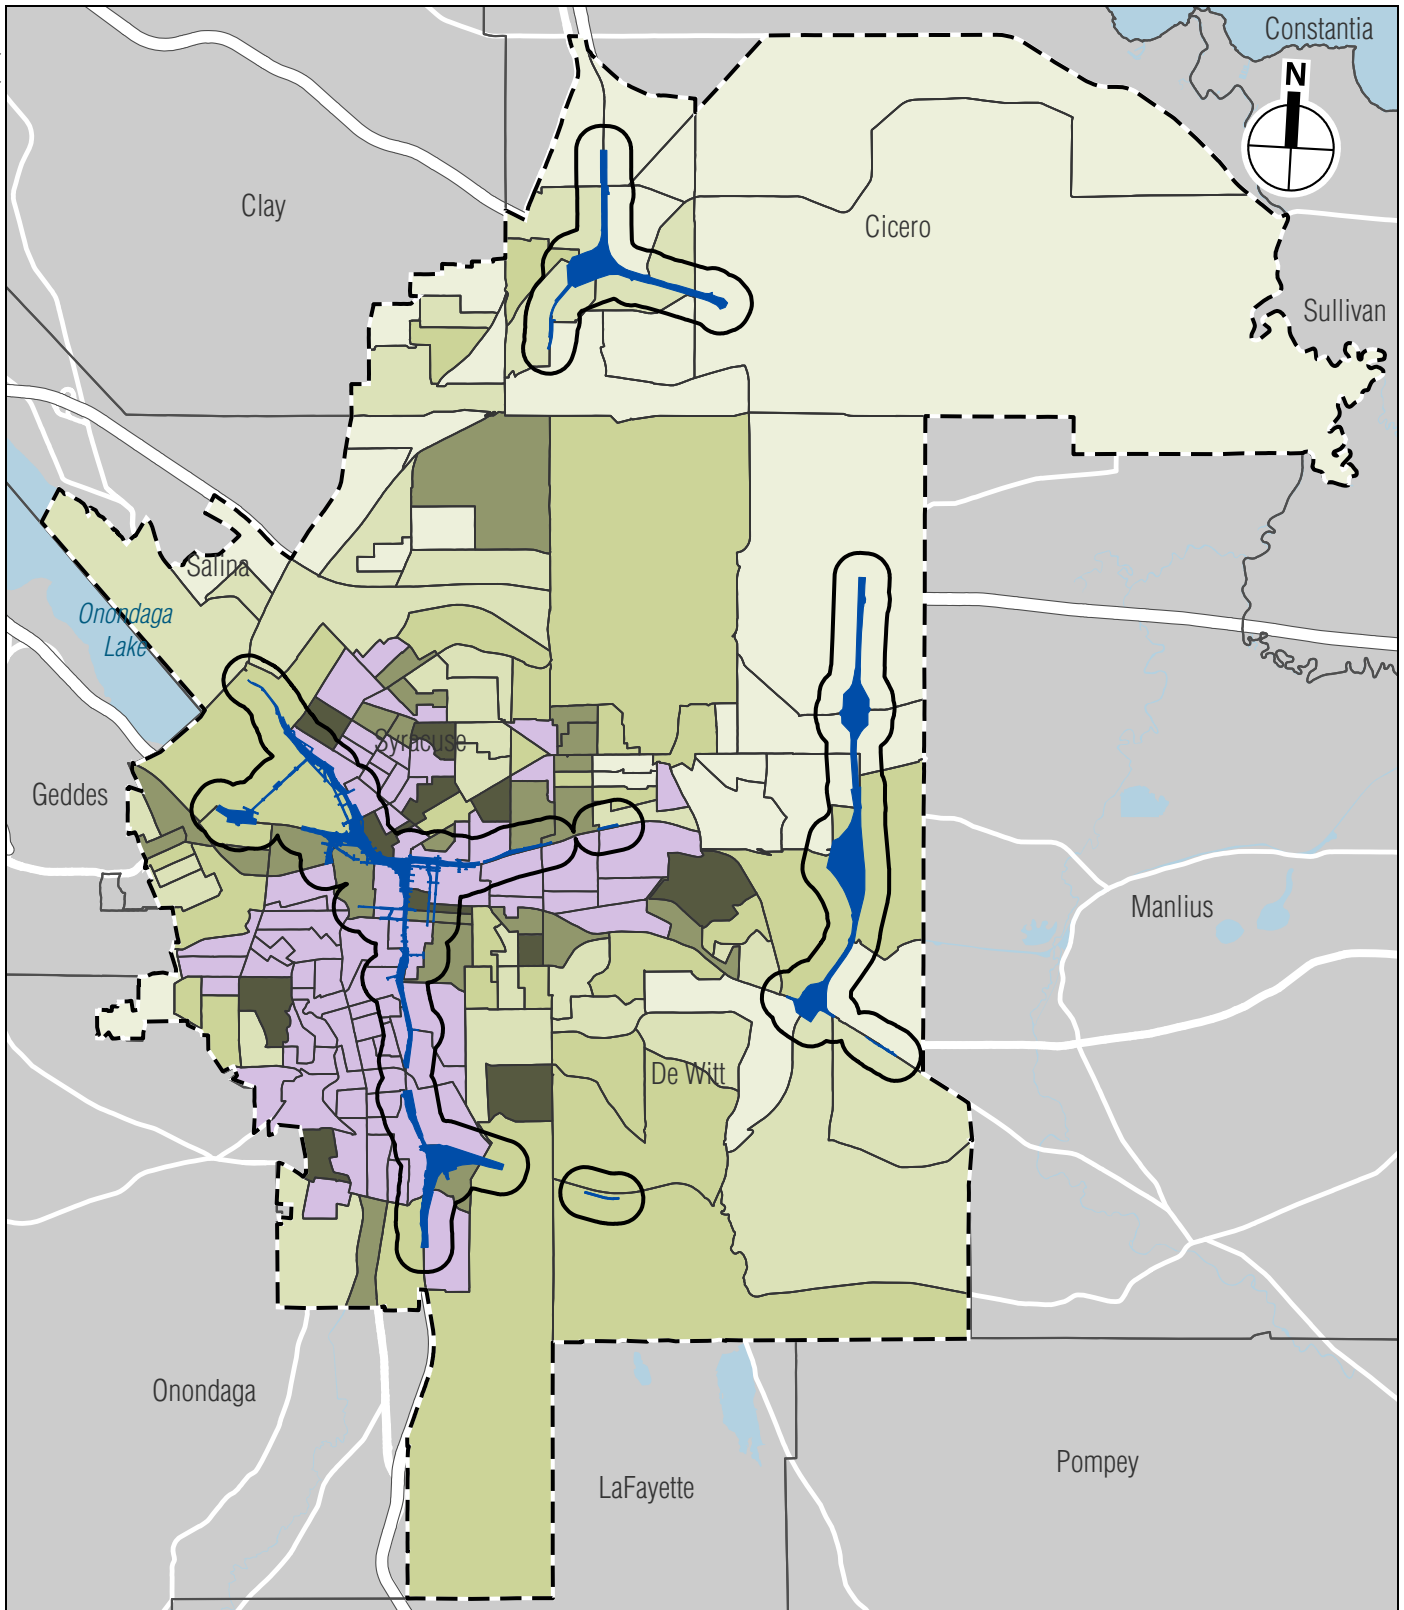 Constantia
N
Clay
Cicero
Sullivan
Salina
Onondaga
Lake
Syracuse
Geddes
Manlius
De Witt
Onondaga
Pompey
LaFayette